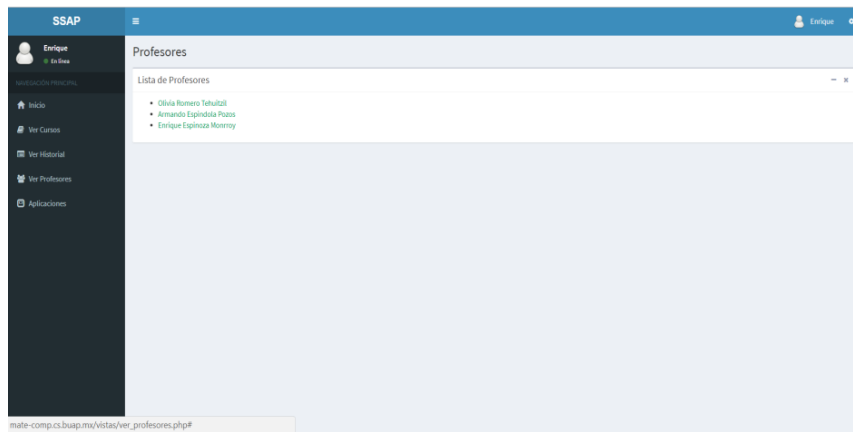 SSAP
Enrique
Enrique
En línea
Profesores
NAVEGACIÓN PRINCIPAL
Lista de Profesores
Inicio
Ver Cursos
Ver Historial
Ver Profesores
Aplicaciones
Olivia Romero Tehuitzil
Armando Espindola Pozos
Enrique Espinoza Monrroy
mate-comp.cs.buap.mx/vistas/ver_profesores.php#